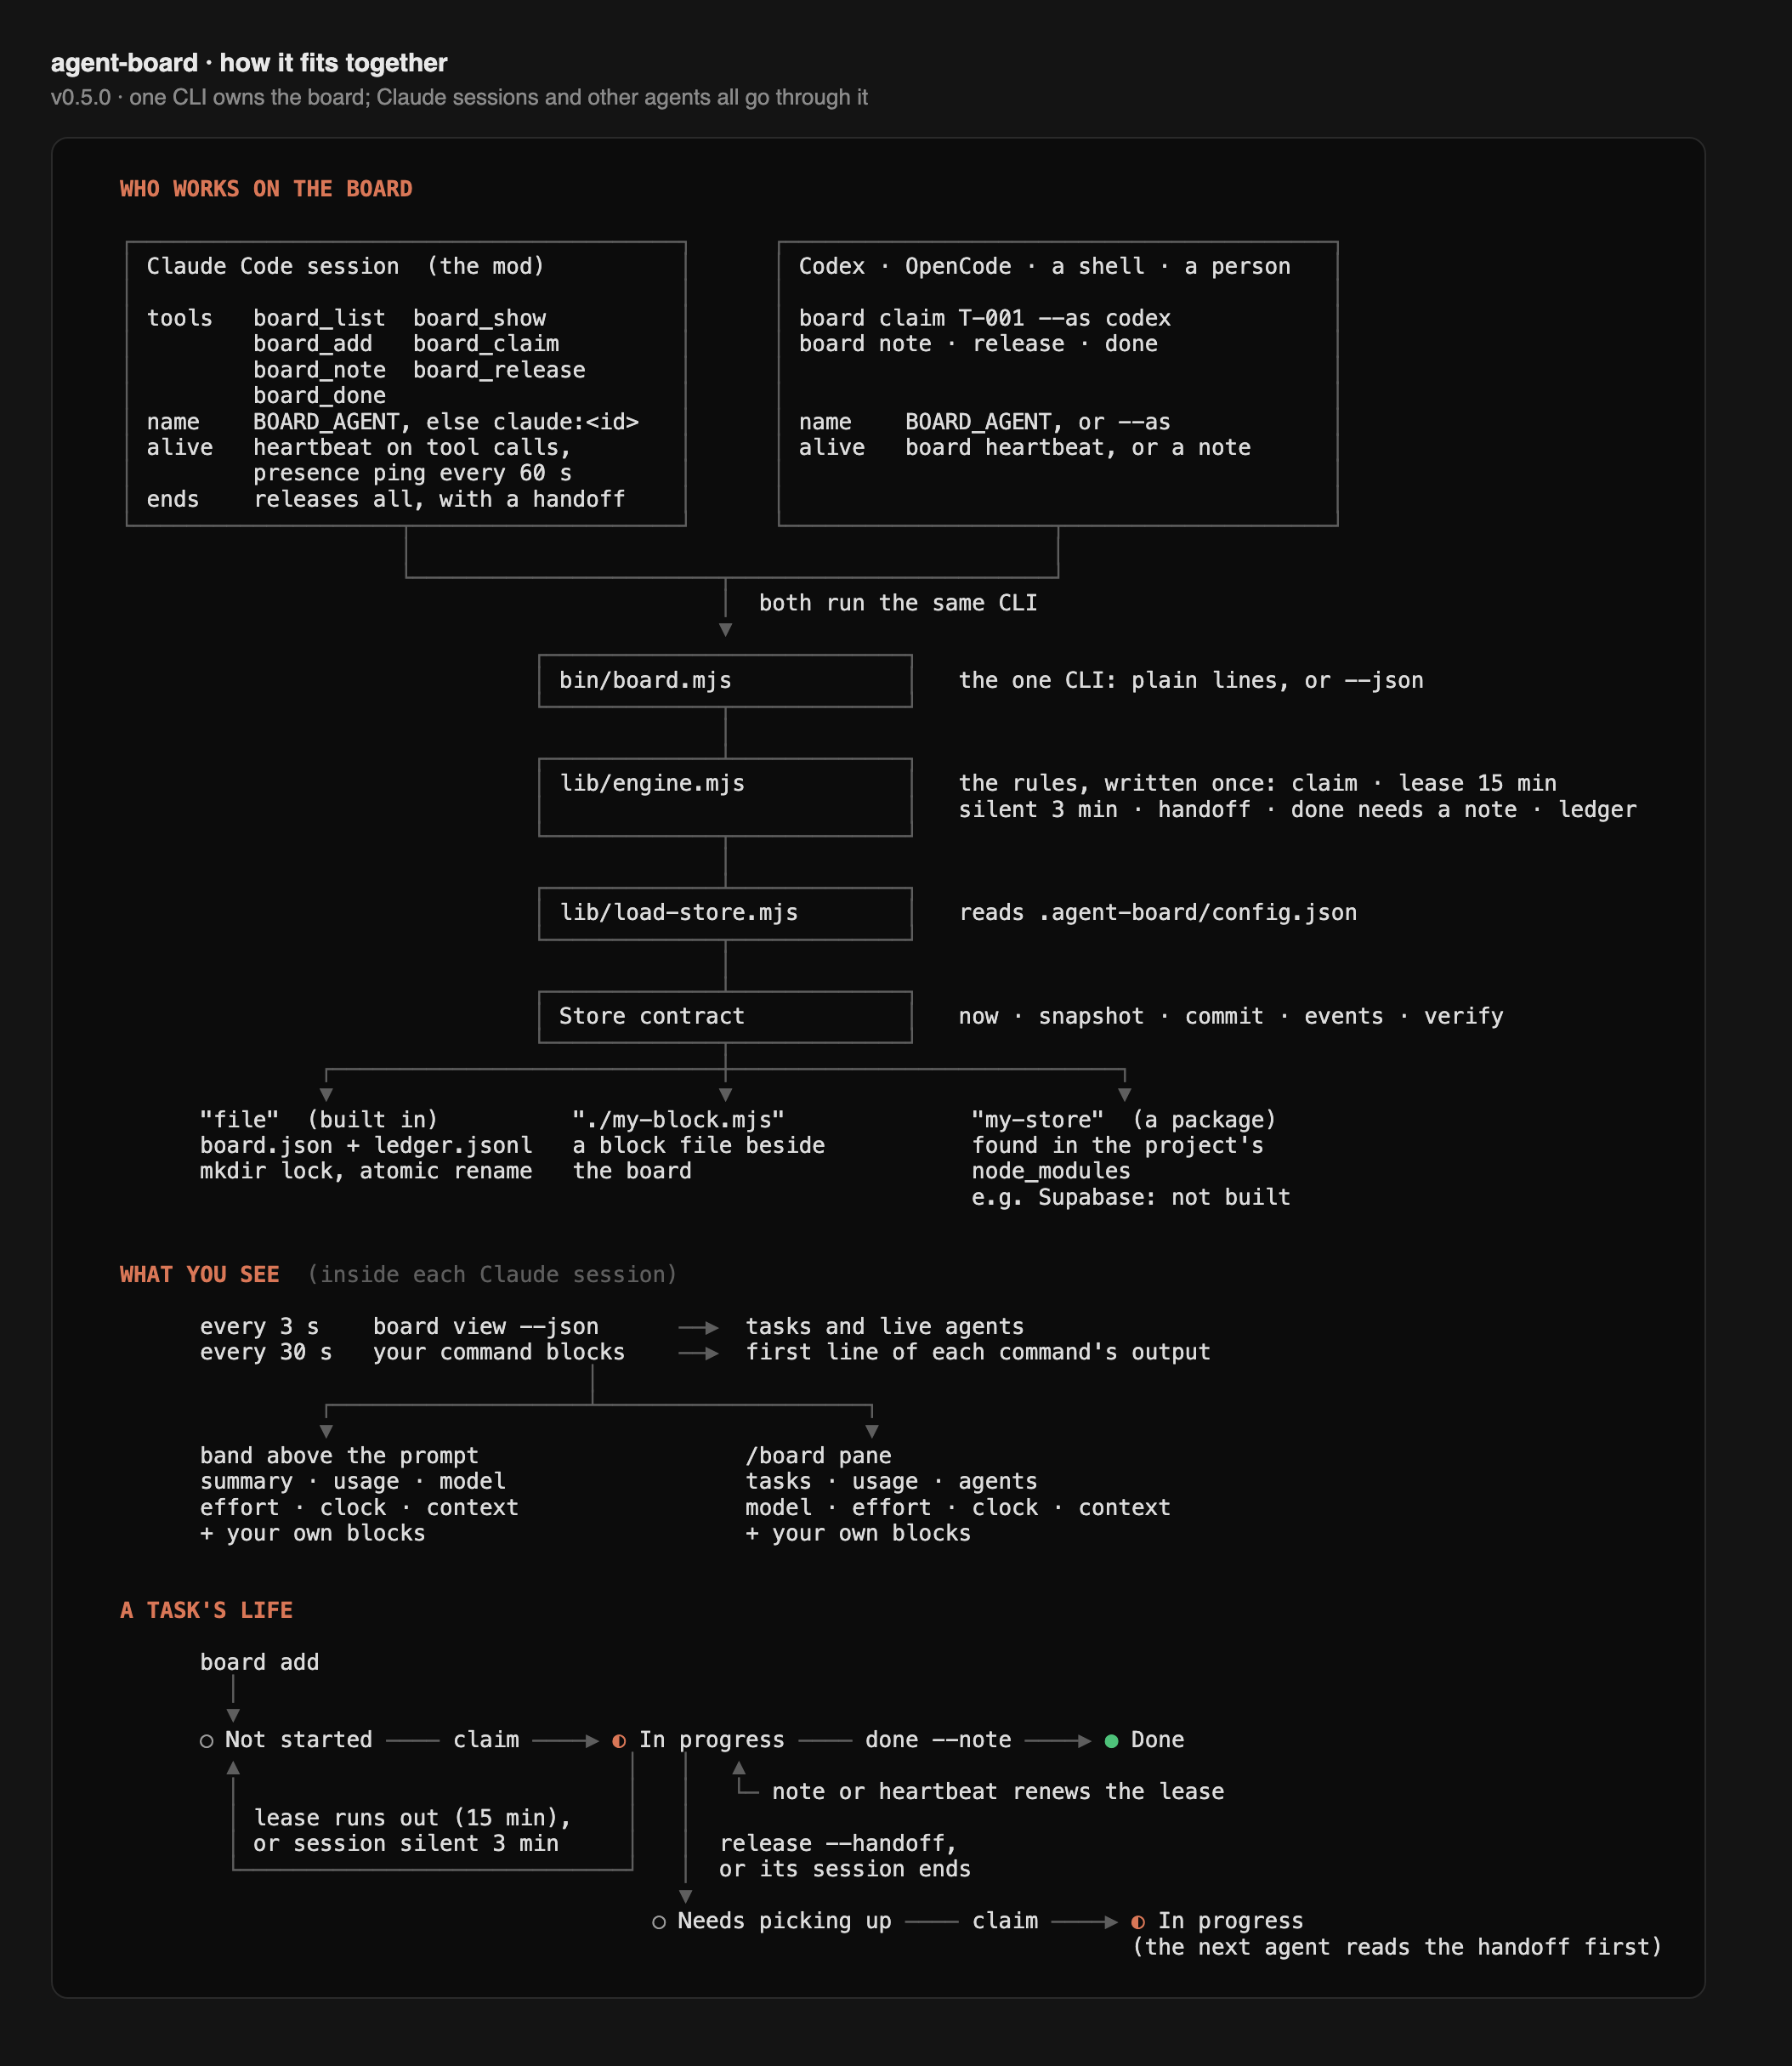 agent-board · how it fits together
v0.5.0 · one CLI owns the board; Claude sessions and other agents all go through it
WHO WORKS ON THE BOARD
Claude Code session (the mod)
tools board_list board_show
board_add board_claim
board_note board_release
board_done
name BOARD_AGENT, else claude:<id>
alive heartbeat on tool calls,
presence ping every 60 s
ends releases all, with a handoff
Codex · OpenCode · a shell · a person
board claim T-001 --as codex
board note · release · done
name BOARD_AGENT, or --as
alive board heartbeat, or a note
both run the same CLI
bin/board.mjs
the one CLI: plain lines, or --json
lib/engine.mjs
the rules, written once: claim · lease 15 min
silent 3 min · handoff · done needs a note · ledger
lib/load-store.mjs
reads .agent-board/config.json
Store contract
now · snapshot · commit · events · verify
"file" (built in)
board.json + ledger.jsonl
mkdir lock, atomic rename
"./my-block.mjs"
a block file beside
the board
"my-store" (a package)
found in the project's
node_modules
e.g. Supabase: not built
WHAT YOU SEE (inside each Claude session)
every 3 s board view --json tasks and live agents
every 30 s your command blocks first line of each command's output
band above the prompt
summary · usage · model
effort · clock · context
+ your own blocks
/board pane
tasks · usage · agents
model · effort · clock · context
+ your own blocks
A TASK'S LIFE
board add
Not started claim In progress done --note Done
note or heartbeat renews the lease
lease runs out (15 min),
or session silent 3 min
release --handoff,
or its session ends
Needs picking up claim In progress
(the next agent reads the handoff first)